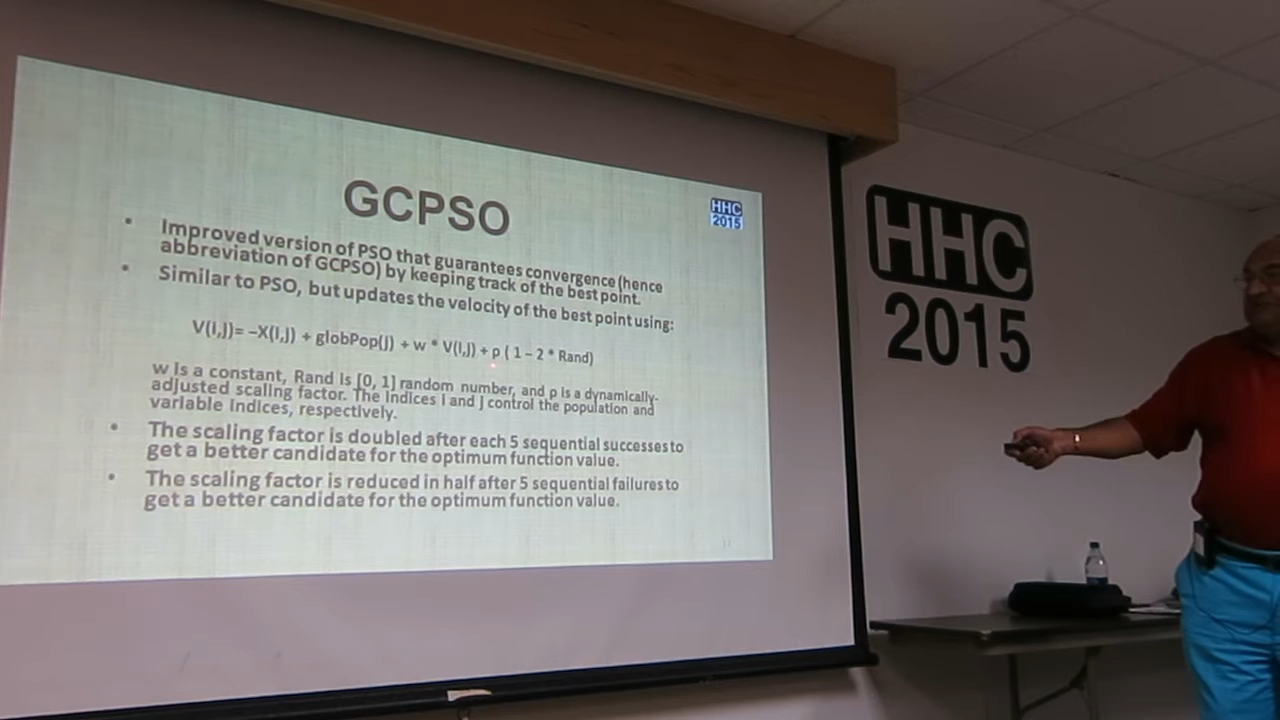 GCPSO
HHC
2015
• Improved version of PSO that guarantees convergence (hence
abbreviation of GCPSO) by keeping track of the best point.
• Similar to PSO, but updates the velocity of the best point using:
V(I,J)= –X(I,J) + globPop(J) + w * V(I,J) + ρ ( 1 – 2 * Rand)
w is a constant, Rand is [0, 1] random number, and ρ is a dynamically-
adjusted scaling factor. The indices I and J control the population and
variable indices, respectively.
• The scaling factor is doubled after each 5 sequential successes to
get a better candidate for the optimum function value.
• The scaling factor is reduced in half after 5 sequential failures to
get a better candidate for the optimum function value.
HHC
2015